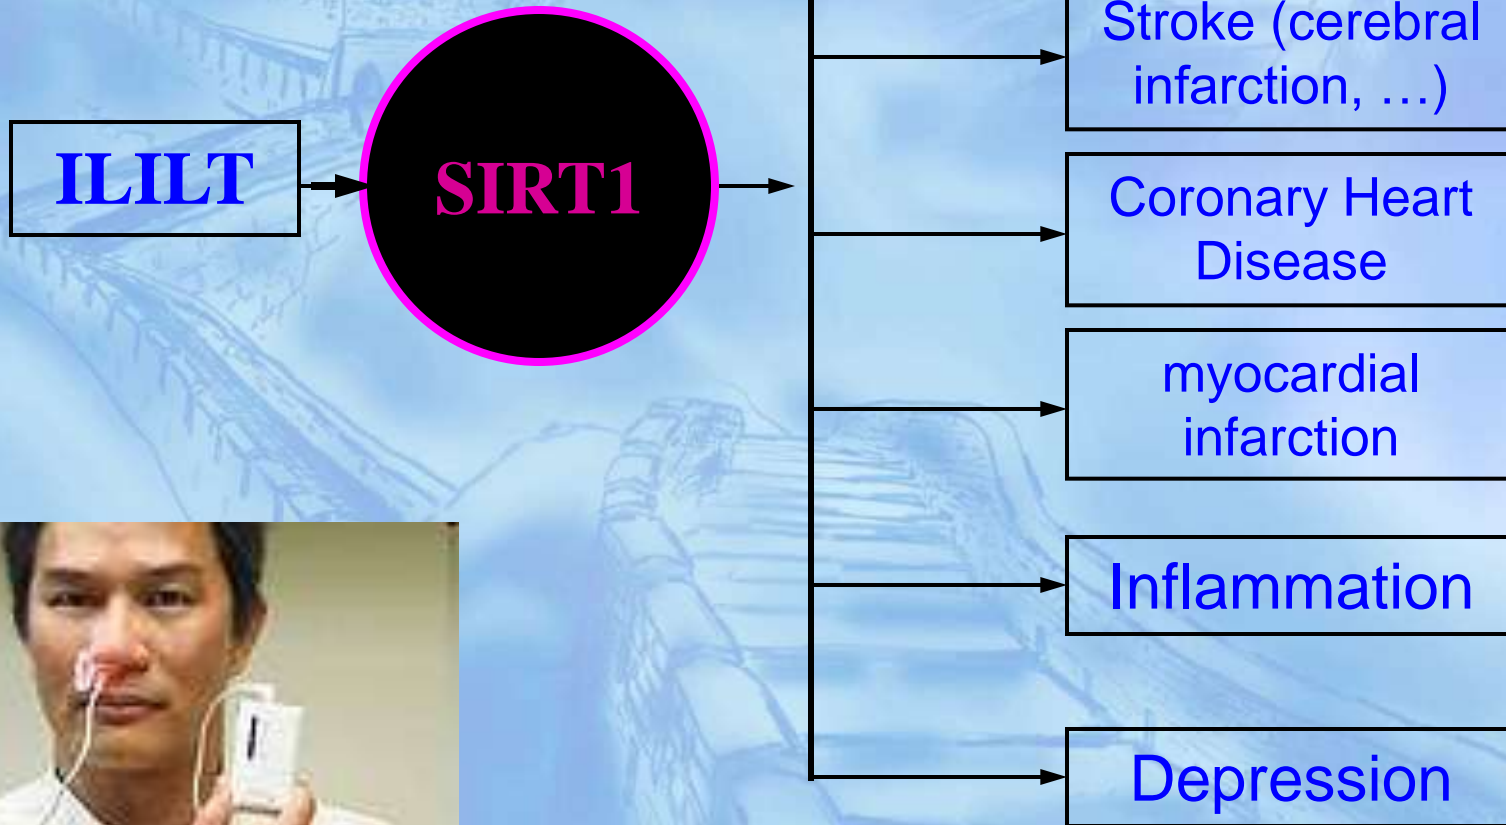 ILILT
SIRT1
Stroke (cerebral
infarction, …)
Coronary Heart
Disease
myocardial
infarction
Inflammation
Depression